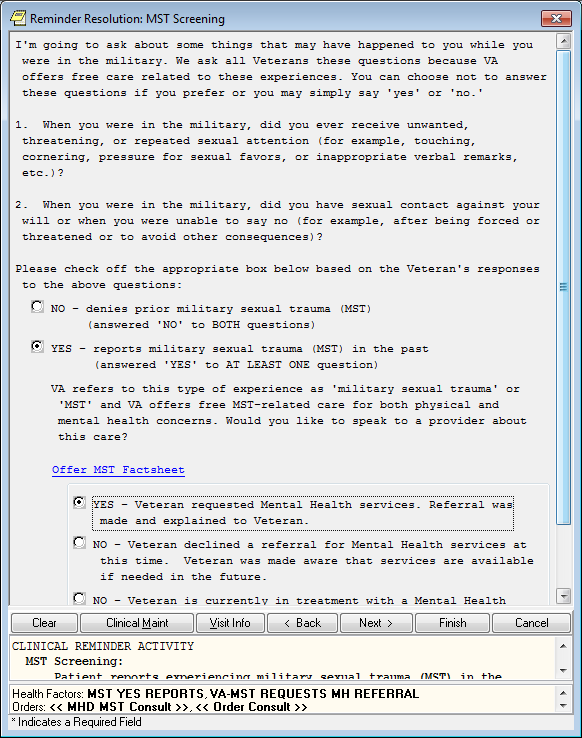 Reminder Resolution: MST Screening
I'm going to ask about some things that may have happened to you while you
were in the military. We ask all Veterans these questions because VA
offers free care related to these experiences. You can choose not to answer
these questions if you prefer or you may simply say 'yes' or 'no.'
1. When you were in the military, did you ever receive unwanted,
threatening, or repeated sexual attention (for example, touching,
cornering, pressure for sexual favors, or inappropriate verbal remarks,
etc.)?
2. When you were in the military, did you have sexual contact against your
will or when you were unable to say no (for example, after being forced or
threatened or to avoid other consequences)?
Please check off the appropriate box below based on the Veteran's responses
to the above questions:
NO - denies prior military sexual trauma (MST)
(answered 'NO' to BOTH questions)
YES - reports military sexual trauma (MST) in the past
(answered 'YES' to AT LEAST ONE question)
VA refers to this type of experience as 'military sexual trauma' or
'MST' and VA offers free MST-related care for both physical and
mental health concerns. Would you like to speak to a provider about
this care?
Offer MST Factsheet
YES - Veteran requested Mental Health services. Referral was
made and explained to Veteran.
NO - Veteran declined a referral for Mental Health services at
this time. Veteran was made aware that services are available
if needed in the future.
NO - Veteran is currently in treatment with a Mental Health
Clear Clinical Maint Visit Info < Back Next > Finish Cancel
CLINICAL REMINDER ACTIVITY
MST Screening:
Patient reports experiencing military sexual trauma (MST) in the
Health Factors: MST YES REPORTS, VA-MST REQUESTS MH REFERRAL
Orders: << MHD MST Consult >>, << Order Consult >>
* Indicates a Required Field